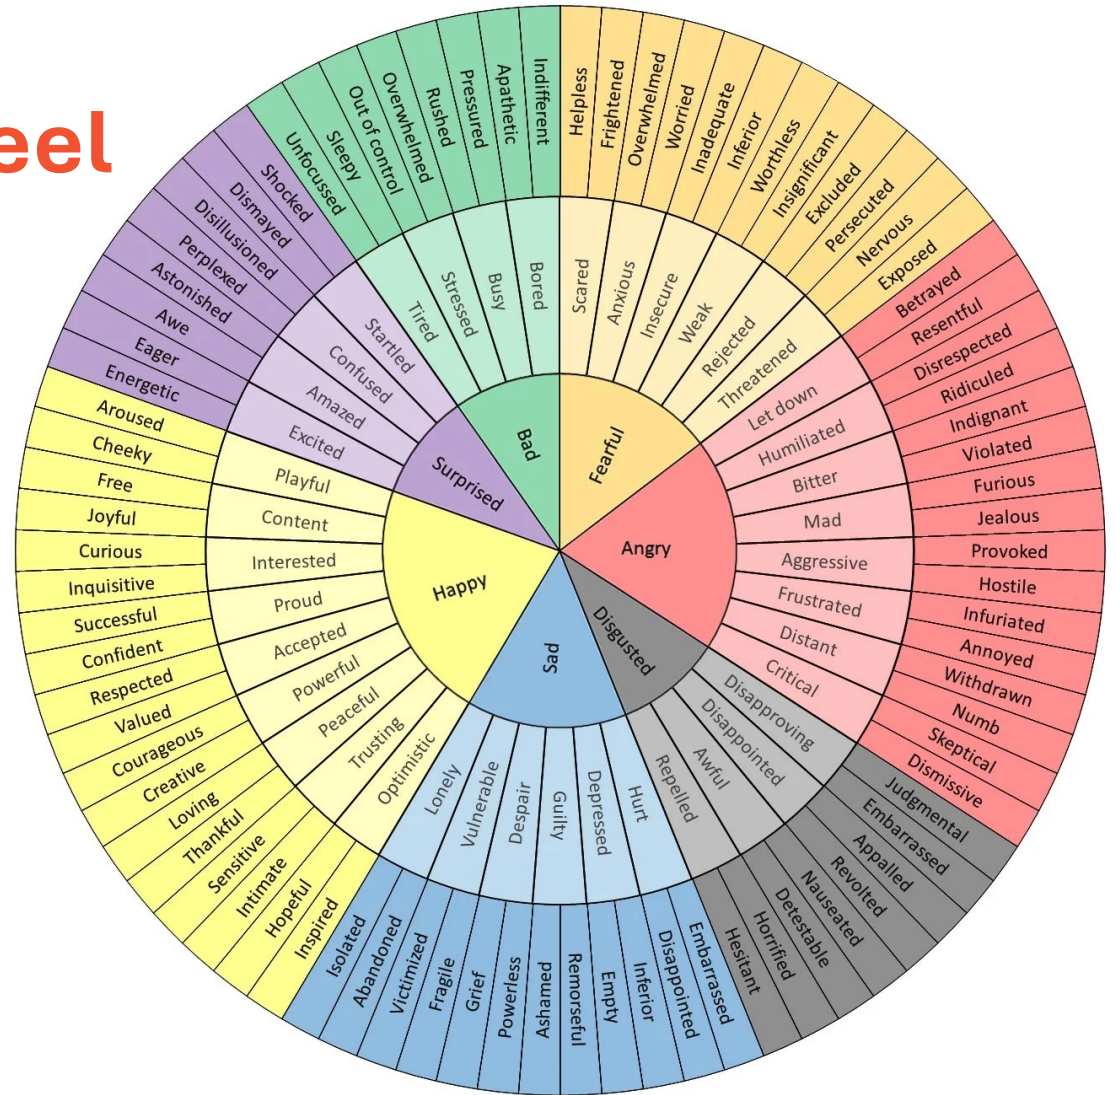 eel
Bad
Fearful
Angry
Disgusted
Sad
Happy
Surprised
Bored
Scared
Anxious
Insecure
Weak
Rejected
Threatened
Let down
Humiliated
Bitter
Mad
Aggressive
Frustrated
Distant
Critical
Disapproving
Disappointed
Awful
Repelled
Hurt
Depressed
Guilty
Despair
Vulnerable
Lonely
Optimistic
Trusting
Peaceful
Powerful
Accepted
Proud
Interested
Content
Playful
Excited
Amazed
Confused
Startled
Tired
Stressed
Busy
Helpless
Frightened
Overwhelmed
Worried
Inadequate
Inferior
Worthless
Insignificant
Excluded
Persecuted
Nervous
Exposed
Betrayed
Resentful
Disrespected
Ridiculed
Indignant
Violated
Furious
Jealous
Provoked
Hostile
Infuriated
Annoyed
Withdrawn
Numb
Skeptical
Dismissive
Judgmental
Embarrassed
Appalled
Revolted
Nauseated
Detestable
Horrified
Hesitant
Embarrassed
Disappointed
Inferior
Empty
Remorseful
Ashamed
Powerless
Grief
Fragile
Victimized
Abandoned
Isolated
Inspired
Hopeful
Intimate
Sensitive
Thankful
Loving
Creative
Courageous
Valued
Respected
Confident
Successful
Inquisitive
Curious
Joyful
Free
Cheeky
Aroused
Energetic
Eager
Awe
Astonished
Perplexed
Disillusioned
Dismayed
Shocked
Unfocussed
Sleepy
Out of control
Overwhelmed
Rushed
Pressured
Apathetic
Indifferent